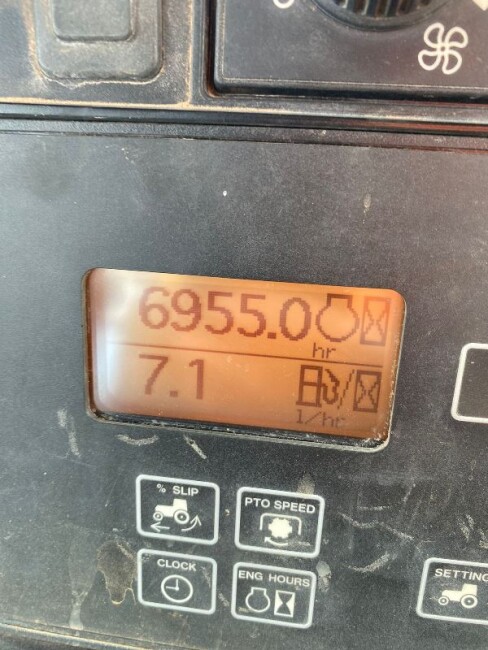 6955.0
hr
7.1
l/hr
% SLIP
PTO SPEED
CLOCK
ENG HOURS
SETTING